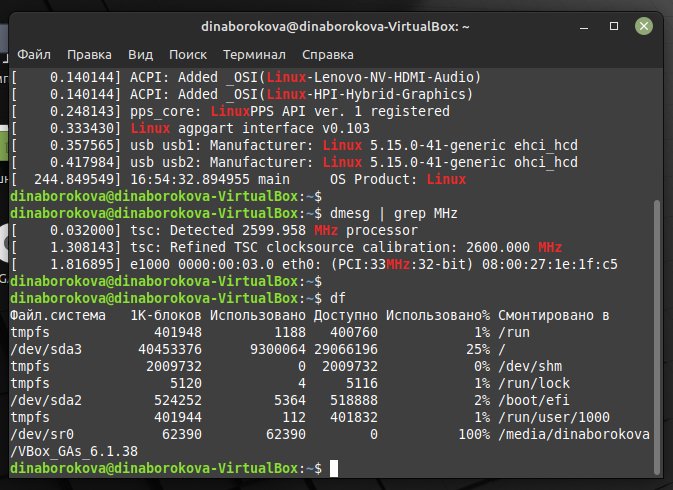 dinaborokova@dinaborokova-VirtualBox: ~
Файл Правка Вид Поиск Терминал Справка
[    0.140144] ACPI: Added _OSI(Linux-Lenovo-NV-HDMI-Audio)
[    0.140144] ACPI: Added _OSI(Linux-HPI-Hybrid-Graphics)
[    0.248143] pps_core: LinuxPPS API ver. 1 registered
[    0.333430] Linux agpgart interface v0.103
[    0.357565] usb usb1: Manufacturer: Linux 5.15.0-41-generic ehci_hcd
[    0.417984] usb usb2: Manufacturer: Linux 5.15.0-41-generic ohci_hcd
[  244.849549] 16:54:32.894955 main     OS Product: Linux
dinaborokova@dinaborokova-VirtualBox:~$
dinaborokova@dinaborokova-VirtualBox:~$ dmesg | grep MHz
[    0.032000] tsc: Detected 2599.958 MHz processor
[    1.308143] tsc: Refined TSC clocksource calibration: 2600.000 MHz
[    1.816895] e1000 0000:00:03.0 eth0: (PCI:33MHz:32-bit) 08:00:27:1e:1f:c5
dinaborokova@dinaborokova-VirtualBox:~$
dinaborokova@dinaborokova-VirtualBox:~$ df
Файл.система   1K-блоков Использовано Доступно Использовано% Смонтировано в
tmpfs             401948         1188   400760            1% /run
/dev/sda3       40453376      9300064 29066196           25% /
tmpfs            2009732            0  2009732            0% /dev/shm
tmpfs               5120            4     5116            1% /run/lock
/dev/sda2         524252         5364   518888            2% /boot/efi
tmpfs             401944          112   401832            1% /run/user/1000
/dev/sr0           62390        62390        0          100% /media/dinaborokova
/VBox_GAs_6.1.38
dinaborokova@dinaborokova-VirtualBox:~$